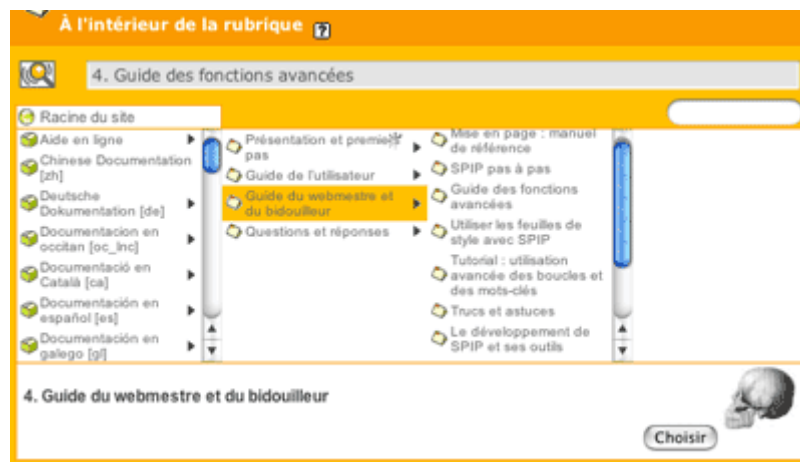 À l'intérieur de la rubrique ?
4. Guide des fonctions avancées
Racine du site
Aide en ligne
Chinese Documentation
[zh]
Deutsche
Dokumentation [de]
Documentacion en
occitan [oc_lnc]
Documentació en
Català [ca]
Documentación en
español [es]
Documentación en
galego [gl]
Présentation et premiers
pas
Guide de l'utilisateur
Guide du webmestre et
du bidouilleur
Questions et réponses
Mise en page : manuel
de référence
SPIP pas à pas
Guide des fonctions
avancées
Utiliser les feuilles de
style avec SPIP
Tutorial : utilisation
avancée des boucles et
des mots-clés
Trucs et astuces
Le développement de
SPIP et ses outils
4. Guide du webmestre et du bidouilleur
Choisir